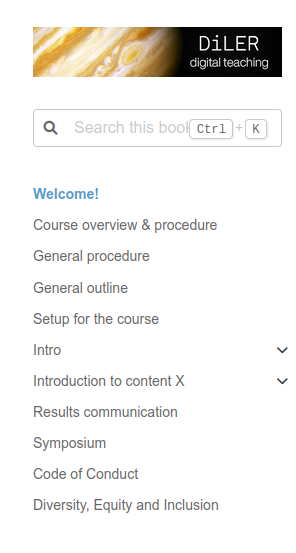 DiLER
digital teaching
Search this book Ctrl + K
Welcome!
Course overview & procedure
General procedure
General outline
Setup for the course
Intro
Introduction to content X
Results communication
Symposium
Code of Conduct
Diversity, Equity and Inclusion